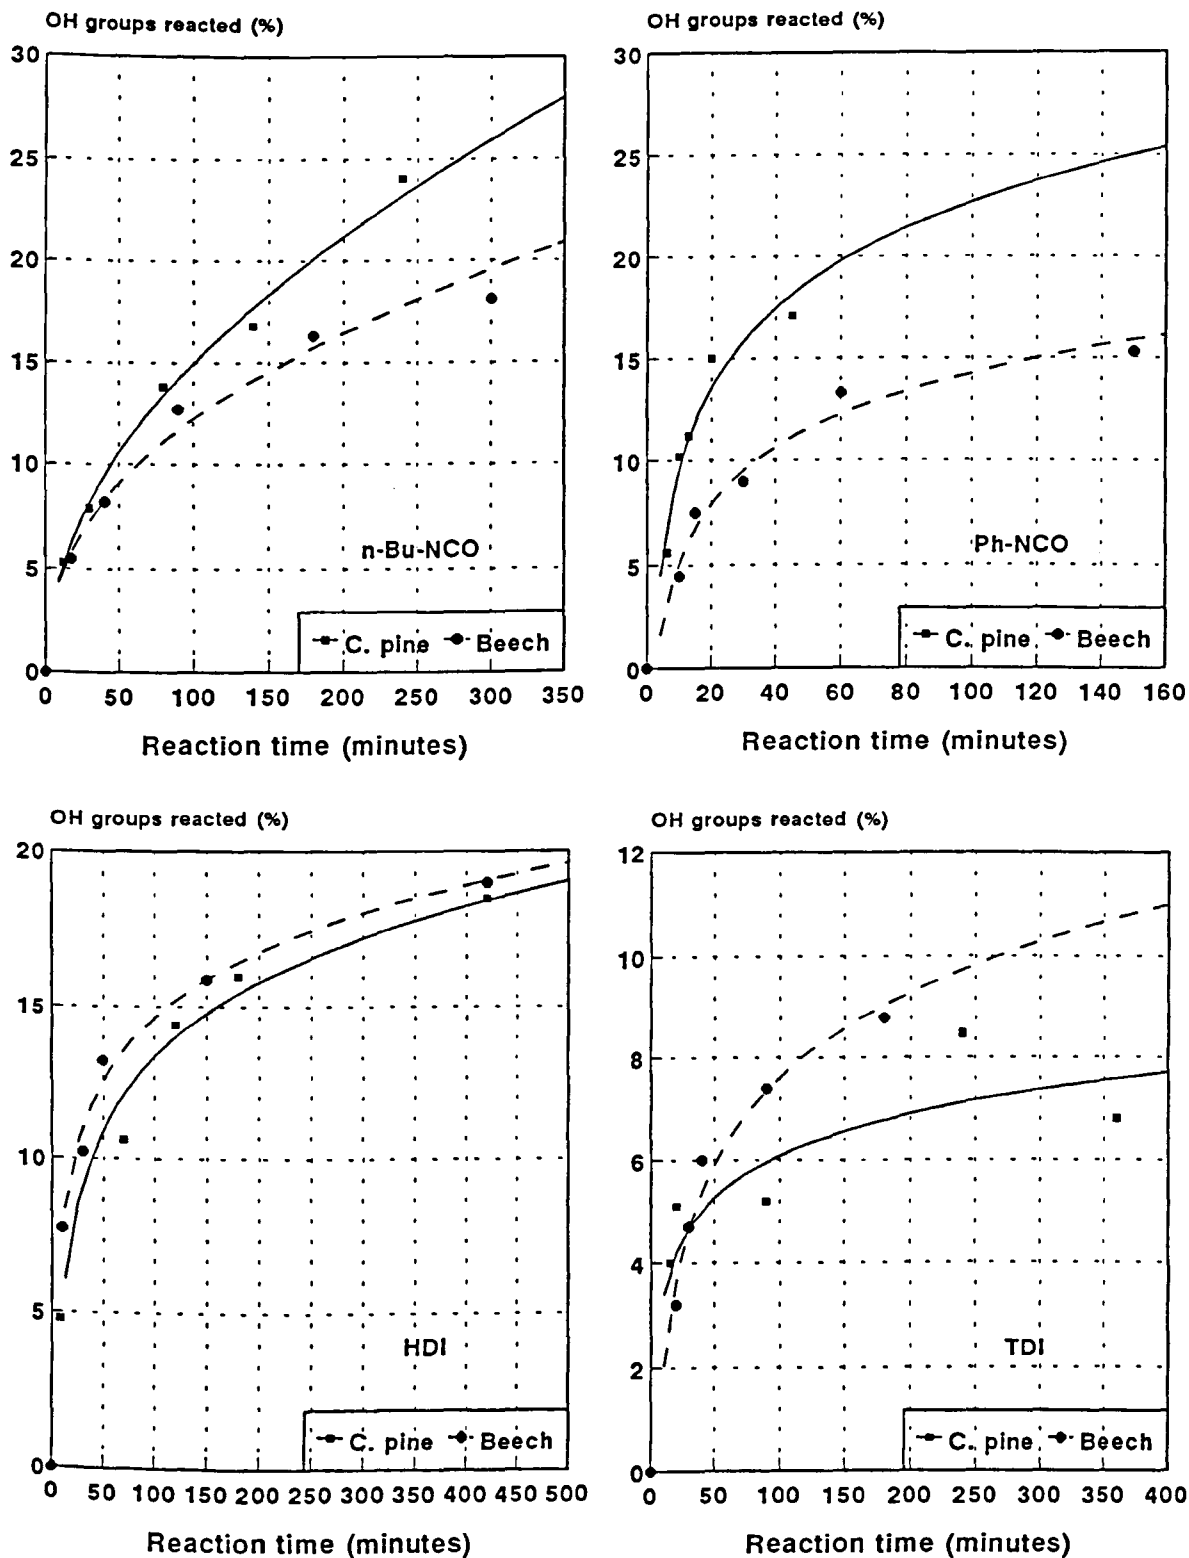 OH groups reacted (%)
30
25
20
15
10
5
0
n-Bu-NCO
C. pine Beech
0 50 100 150 200 250 300 350
Reaction time (minutes)
OH groups reacted (%)
30
25
20
15
10
5
0
Ph-NCO
C. pine Beech
0 20 40 60 80 100 120 140 160
Reaction time (minutes)
OH groups reacted (%)
20
15
10
5
0
HDI
C. pine Beech
0 50 100 150 200 250 300 350 400 450 500
Reaction time (minutes)
OH groups reacted (%)
12
10
8
6
4
2
0
TDI
C. pine Beech
0 50 100 150 200 250 300 350 400
Reaction time (minutes)